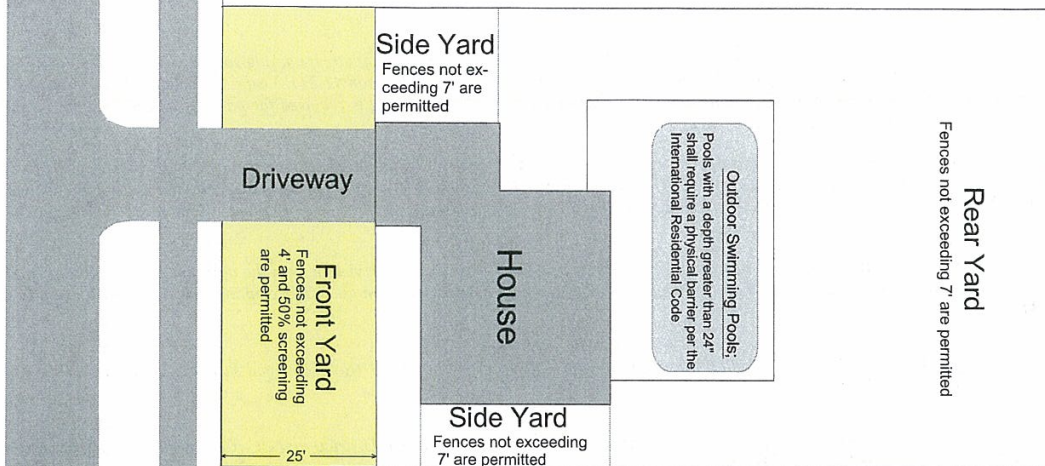 Side Yard
Fences not ex-
ceeding 7' are
permitted
Driveway
Front Yard
Fences not exceeding
4' and 50% screening
are permitted
25'
House
Side Yard
Fences not exceeding
7' are permitted
Outdoor Swimming Pools;
Pools with a depth greater than 24"
shall require a physical barrier per the
International Residential Code
Rear Yard
Fences not exceeding 7' are permitted